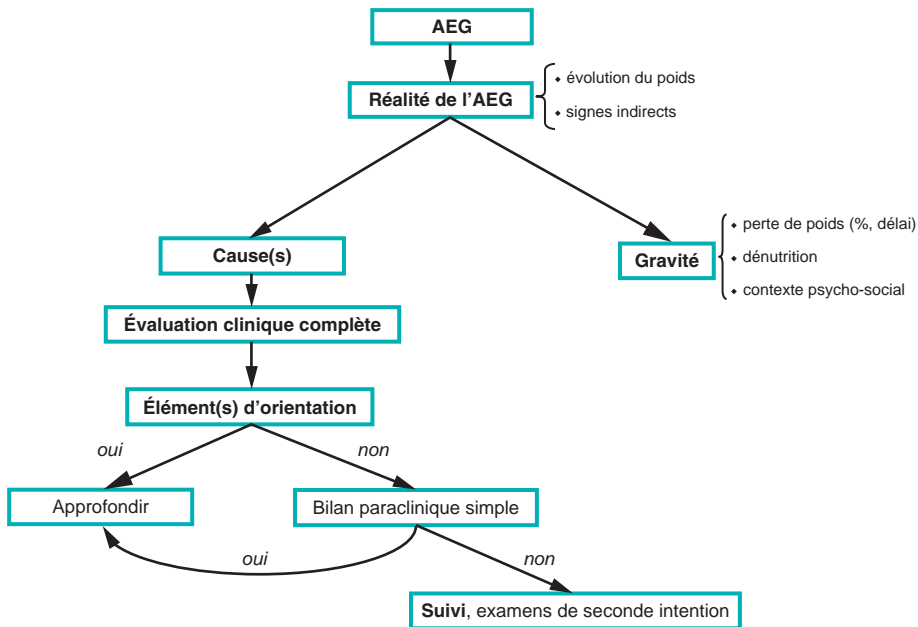 AEG
Réalité de l'AEG
⬥ évolution du poids
⬥ signes indirects
Cause(s)
Gravité
⬥ perte de poids (%, délai)
⬥ dénutrition
⬥ contexte psycho-social
Évaluation clinique complète
Élément(s) d'orientation
oui
non
Approfondir
Bilan paraclinique simple
oui
non
Suivi, examens de seconde intention